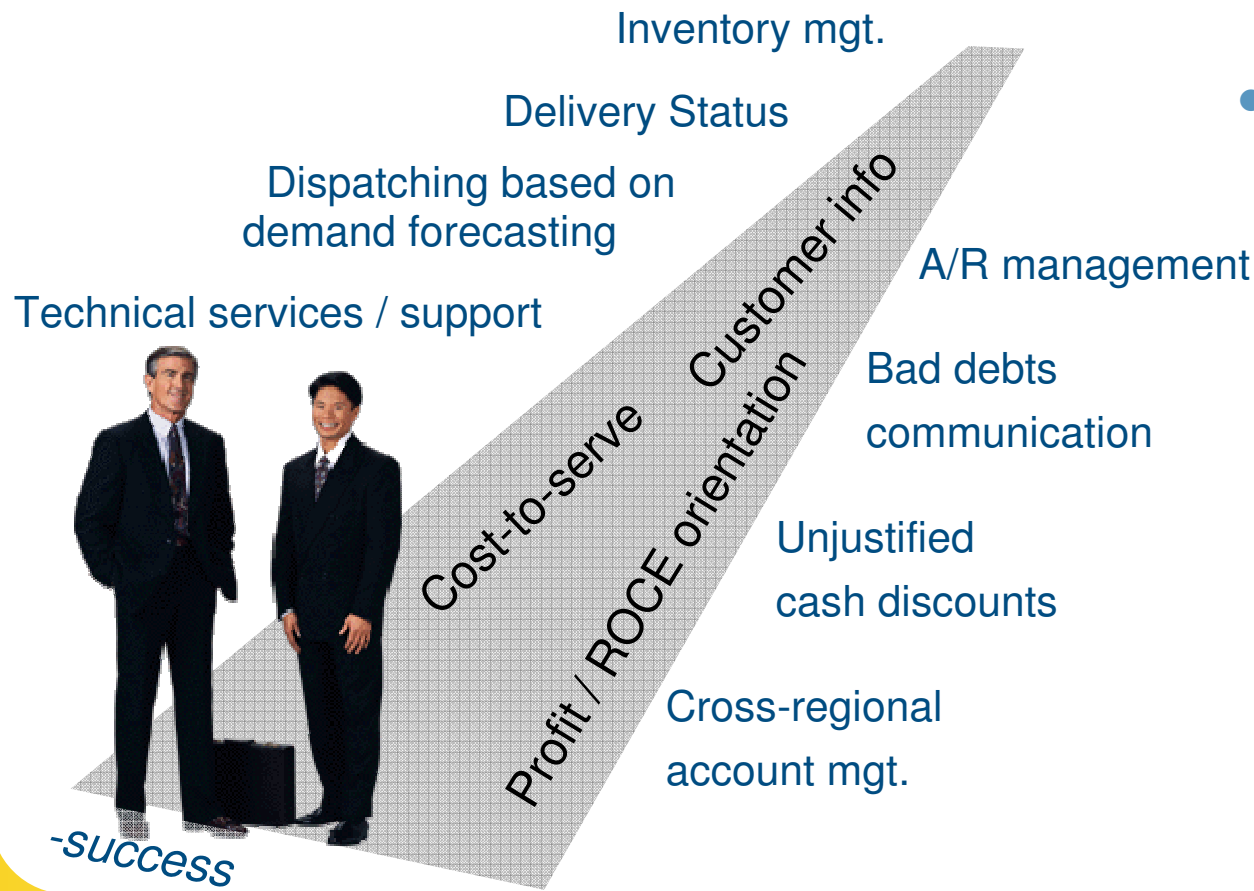 Inventory mgt.
Delivery Status
Dispatching based on
demand forecasting
Technical services / support
Customer info
Cost-to-serve
Profit / ROCE orientation
A/R management
Bad debts
communication
Unjustified
cash discounts
Cross-regional
account mgt.
-success